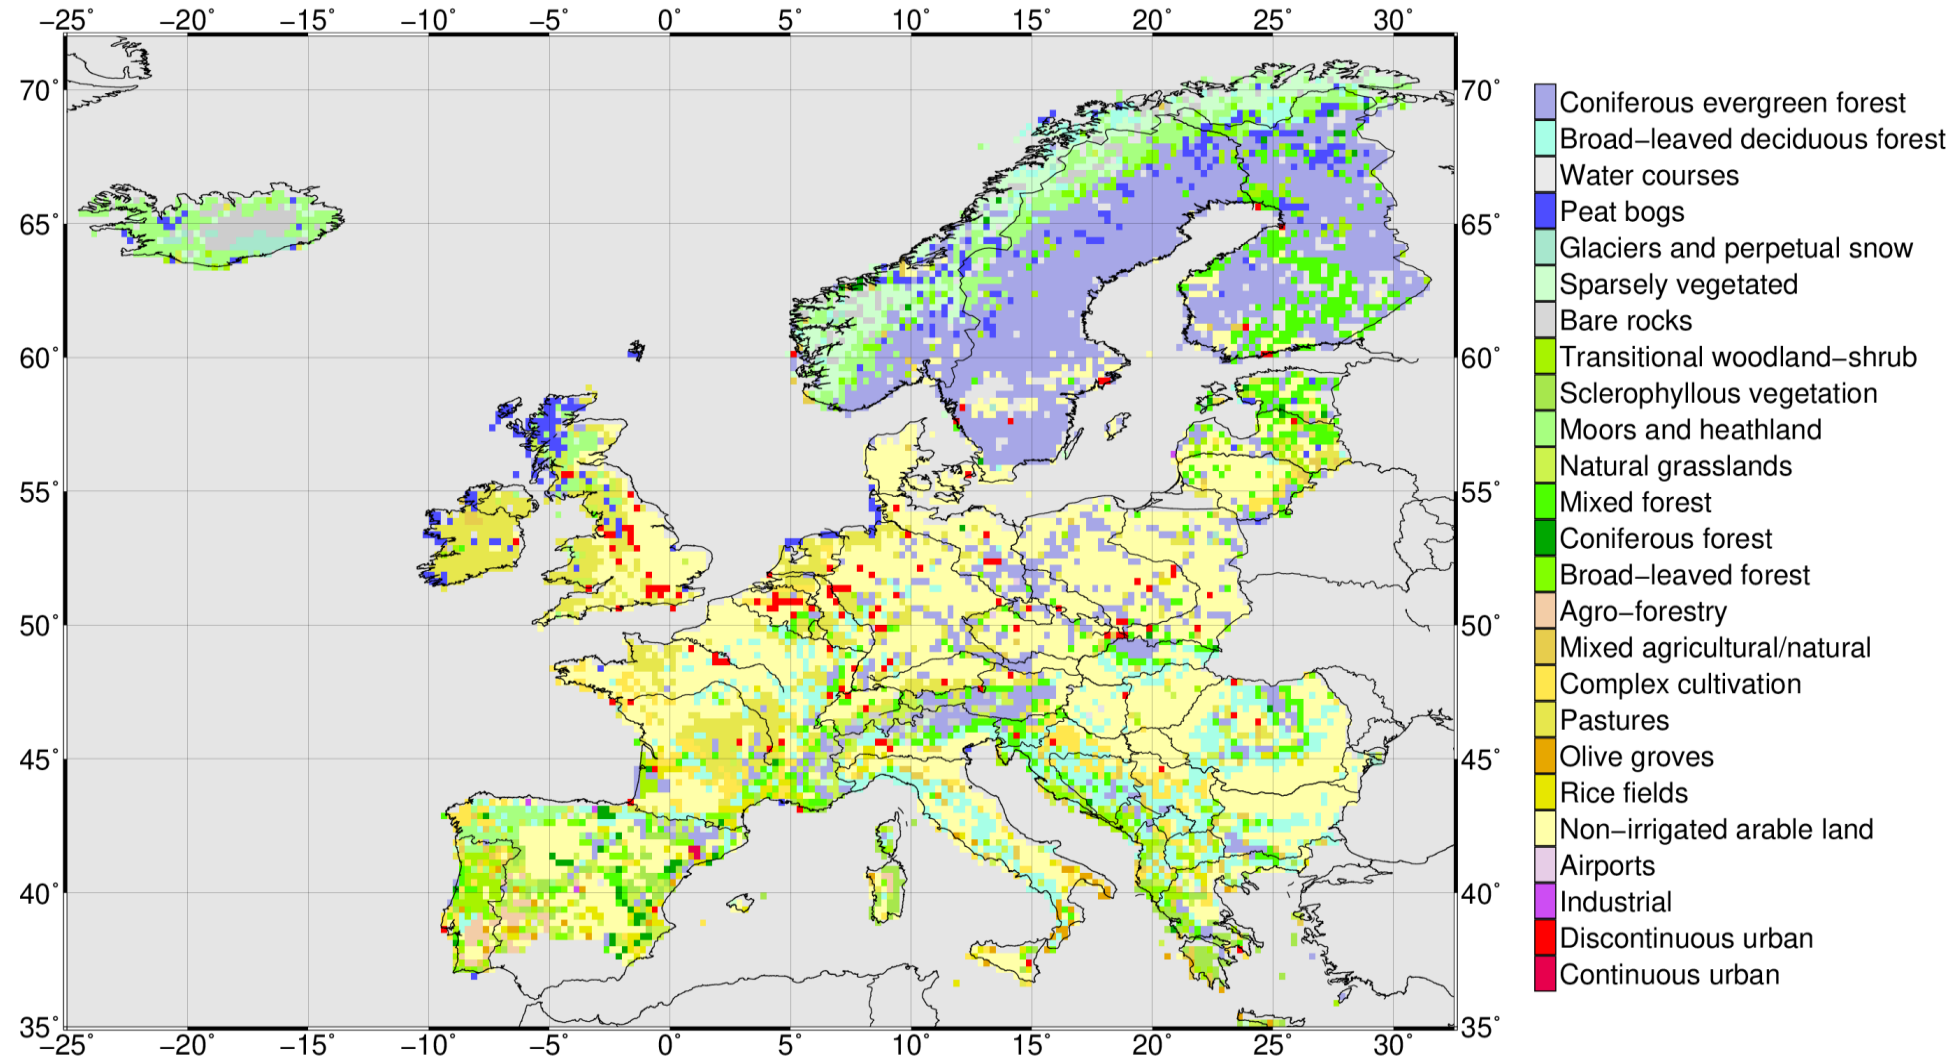 −25° −20° −15° −10° −5° 0° 5° 10° 15° 20° 25° 30°
70° 70°
65° 65°
60° 60°
55° 55°
50° 50°
45° 45°
40° 40°
35° 35°
−25° −20° −15° −10° −5° 0° 5° 10° 15° 20° 25° 30°
Coniferous evergreen forest
Broad−leaved deciduous forest
Water courses
Peat bogs
Glaciers and perpetual snow
Sparsely vegetated
Bare rocks
Transitional woodland−shrub
Sclerophyllous vegetation
Moors and heathland
Natural grasslands
Mixed forest
Coniferous forest
Broad−leaved forest
Agro−forestry
Mixed agricultural/natural
Complex cultivation
Pastures
Olive groves
Rice fields
Non−irrigated arable land
Airports
Industrial
Discontinuous urban
Continuous urban